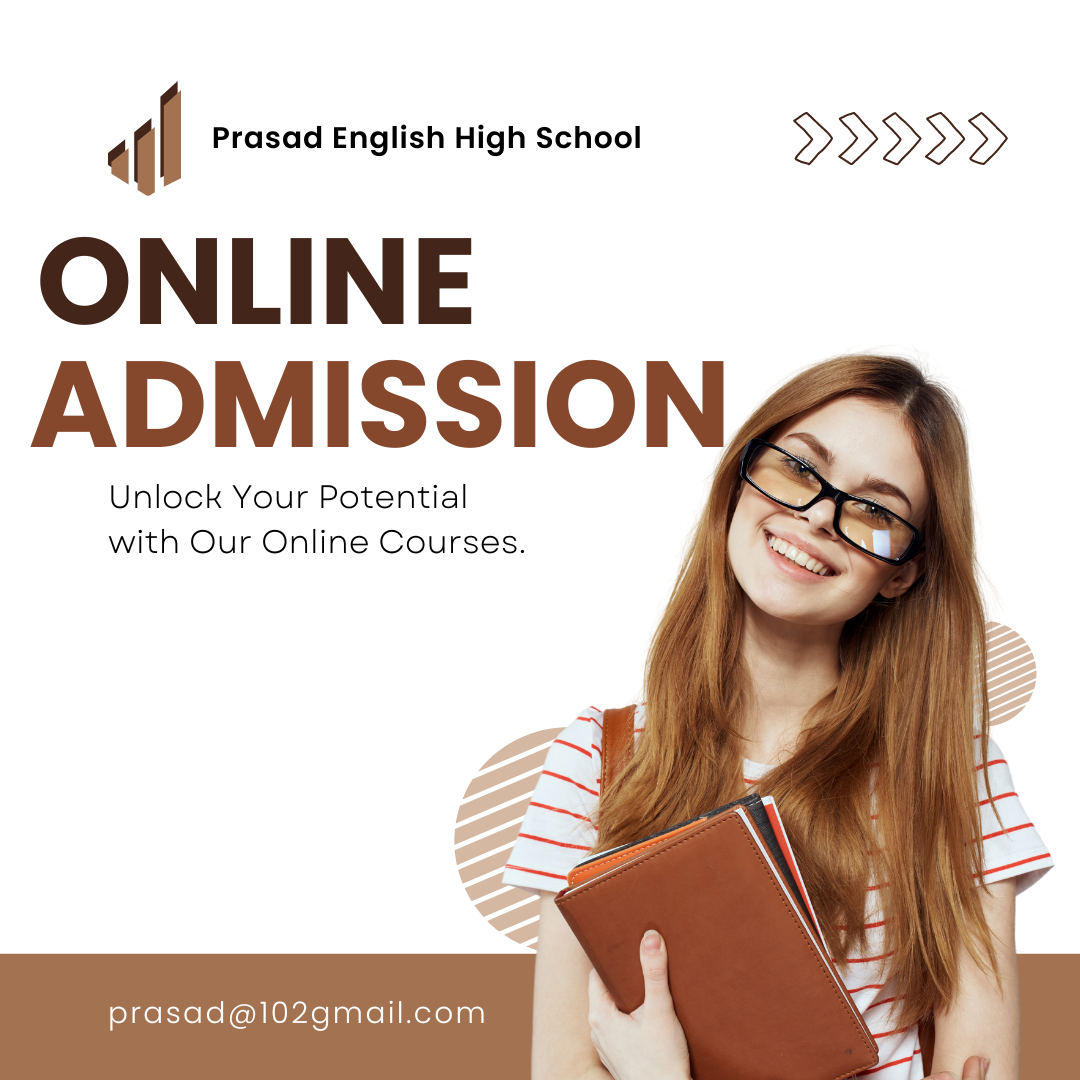 Prasad English High School
ONLINE
ADMISSION
Unlock Your Potential
with Our Online Courses.
prasad@102gmail.com